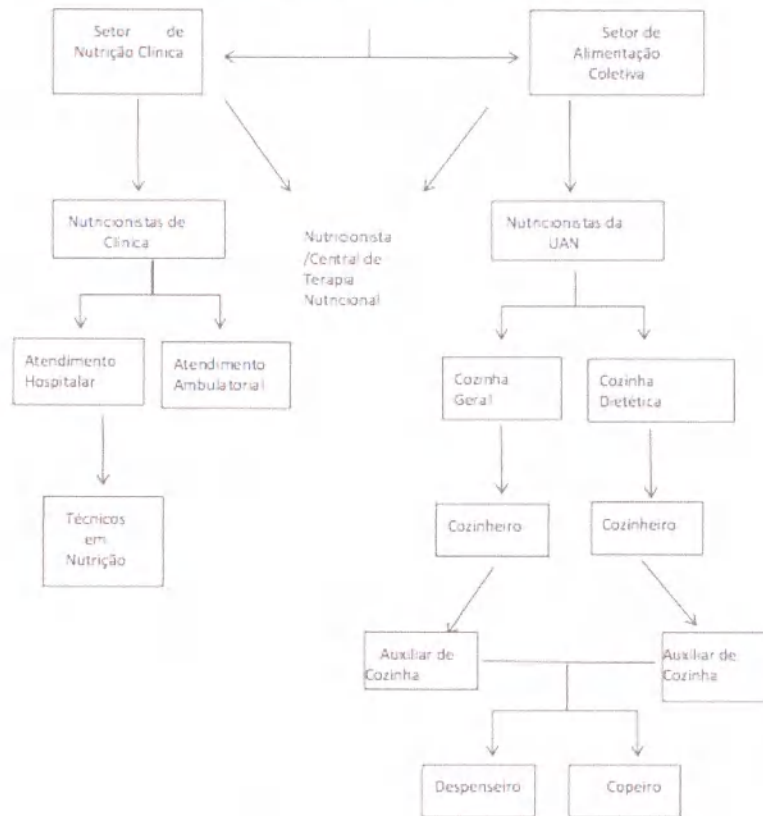 Setor de
Nutrição Clínica
Setor de
Alimentação
Coletiva
Nutricionistas de
Clínica
Nutricionista
/Central de
Terapia
Nutricional
Nutricionistas da
UAN
Atendimento
Hospitalar
Atendimento
Ambulatorial
Cozinha
Geral
Cozinha
Dietética
Técnicos
em
Nutrição
Cozinheiro
Cozinheiro
Auxiliar de
Cozinha
Auxiliar de
Cozinha
Despenseiro
Copeiro